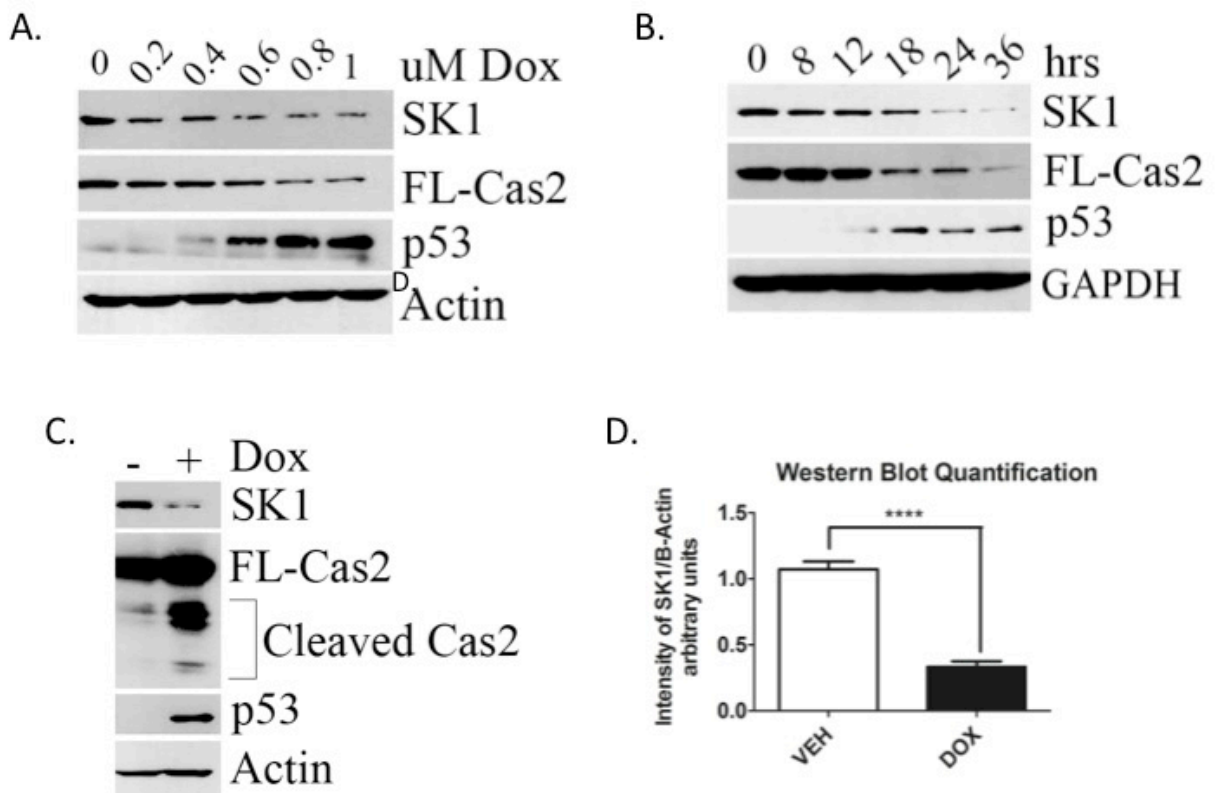 A.
0 0.2 0.4 0.6 0.8 1 uM Dox
SK1
FL-Cas2
p53
D.
Actin
B.
0 8 12 18 24 36 hrs
SK1
FL-Cas2
p53
GAPDH
C.
- + Dox
SK1
FL-Cas2
Cleaved Cas2
p53
Actin
D.
Western Blot Quantification
Intensity of SK1/B-Actin
arbitrary units
1.5
1.0
0.5
0.0
****
VEH
DOX